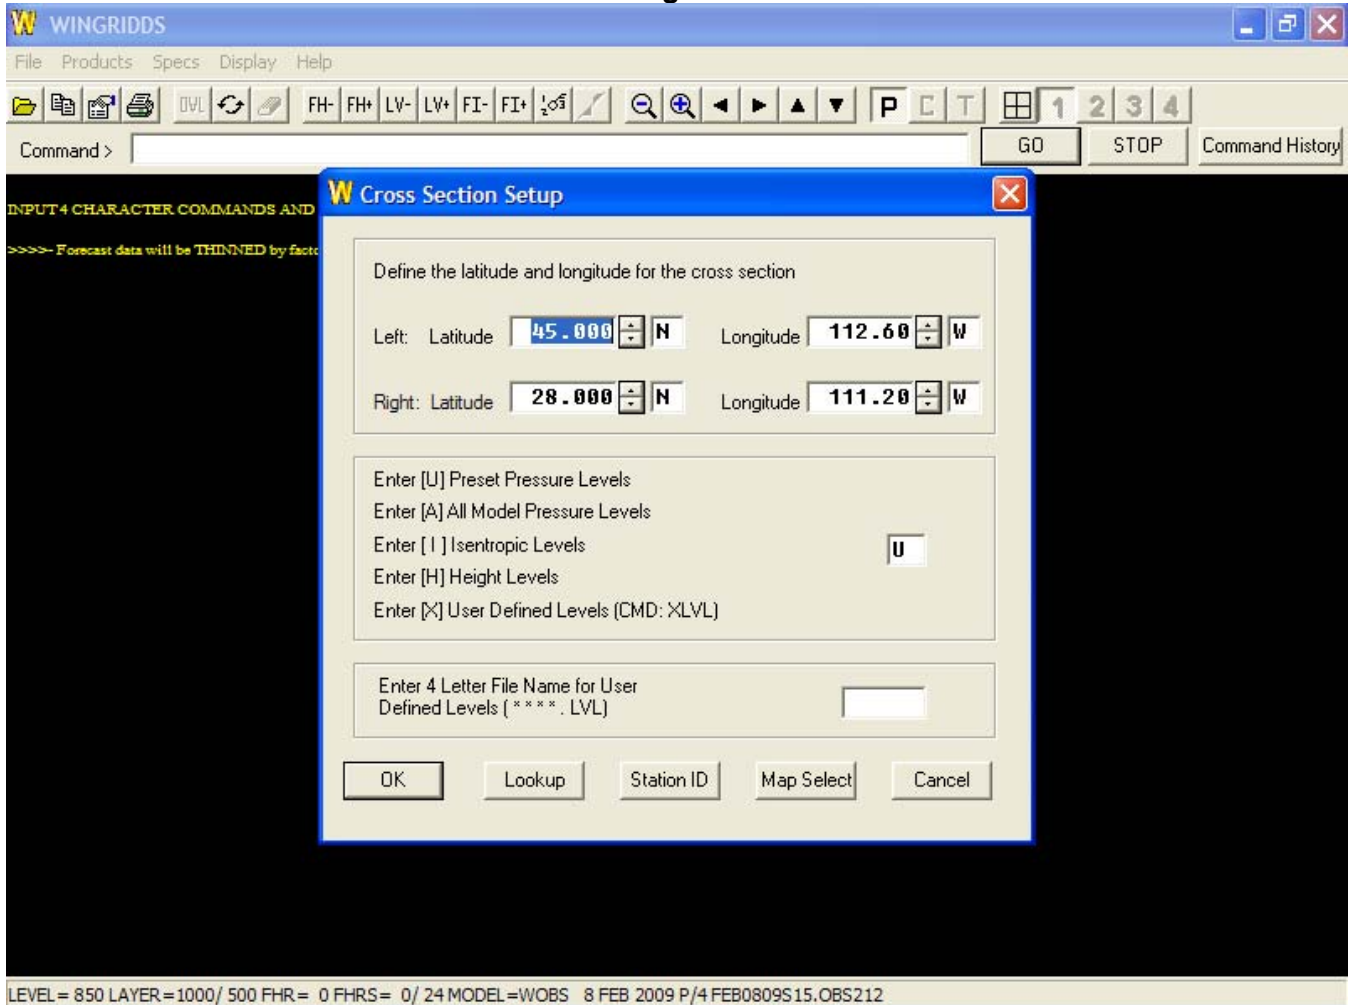 WINGRIDDS
File Products Specs Display Help
OVL FH- FH+ LV- LV+ FI- FI+ P C T 1 2 3 4
Command > GO STOP Command History
INPUT 4 CHARACTER COMMANDS AND
>>>>- Forecast data will be THINNED by facto
W Cross Section Setup
Define the latitude and longitude for the cross section
Left: Latitude 45.000 N Longitude 112.60 W
Right: Latitude 28.000 N Longitude 111.20 W
Enter [U] Preset Pressure Levels
Enter [A] All Model Pressure Levels
Enter [ I ] Isentropic Levels
U
Enter [H] Height Levels
Enter [X] User Defined Levels (CMD: XLVL)
Enter 4 Letter File Name for User
Defined Levels ( * * * * . LVL)
OK Lookup Station ID Map Select Cancel
LEVEL= 850 LAYER=1000/ 500 FHR= 0 FHRS= 0/ 24 MODEL=WOBS 8 FEB 2009 P/4 FEB0809S15.OBS212